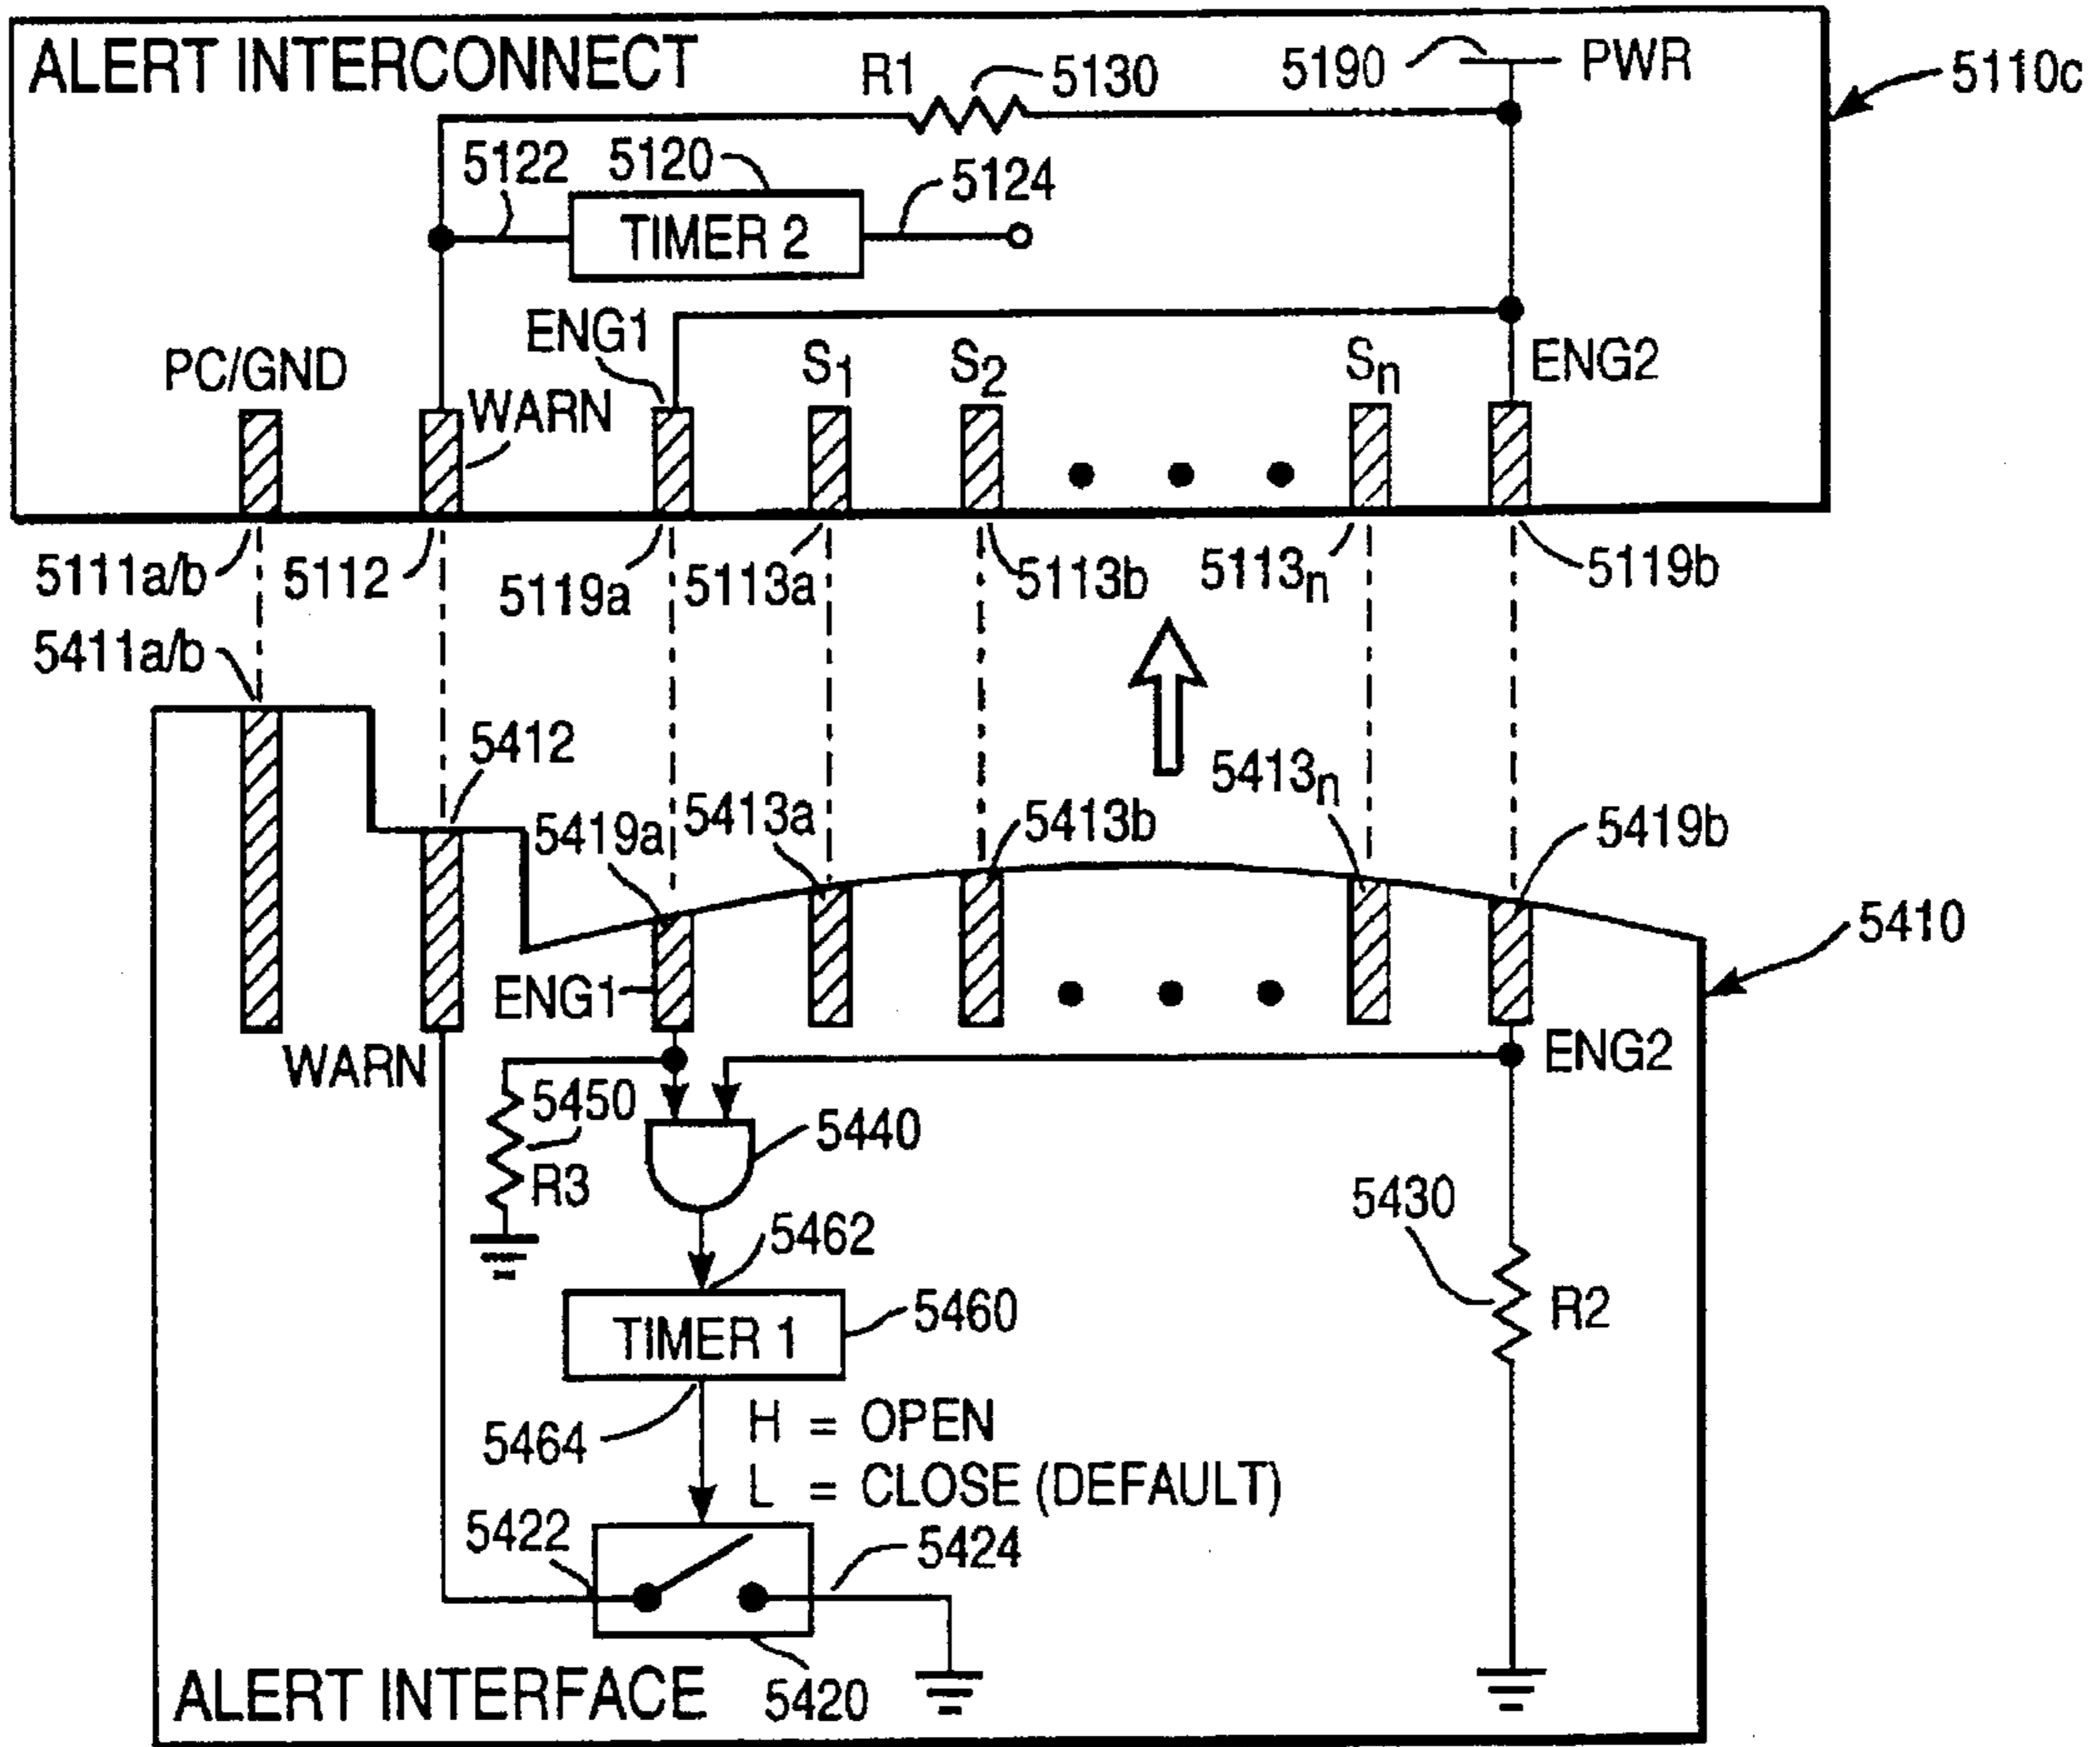 ALERT INTERCONNECT
R1
5130
5190
PWR
5110c
5122
5120
5124
TIMER 2
ENG1
S1
S2
Sn
ENG2
PC/GND
WARN
5111a/b
5112
5119a
5113a
5113b
5113n
5119b
5411a/b
5412
5419a
5413a
5413b
5413n
5419b
5410
ENG1
WARN
ENG2
5450
R3
5440
5462
5430
R2
TIMER 1
5460
5464
H = OPEN
L = CLOSE (DEFAULT)
5422
5424
5420
ALERT INTERFACE